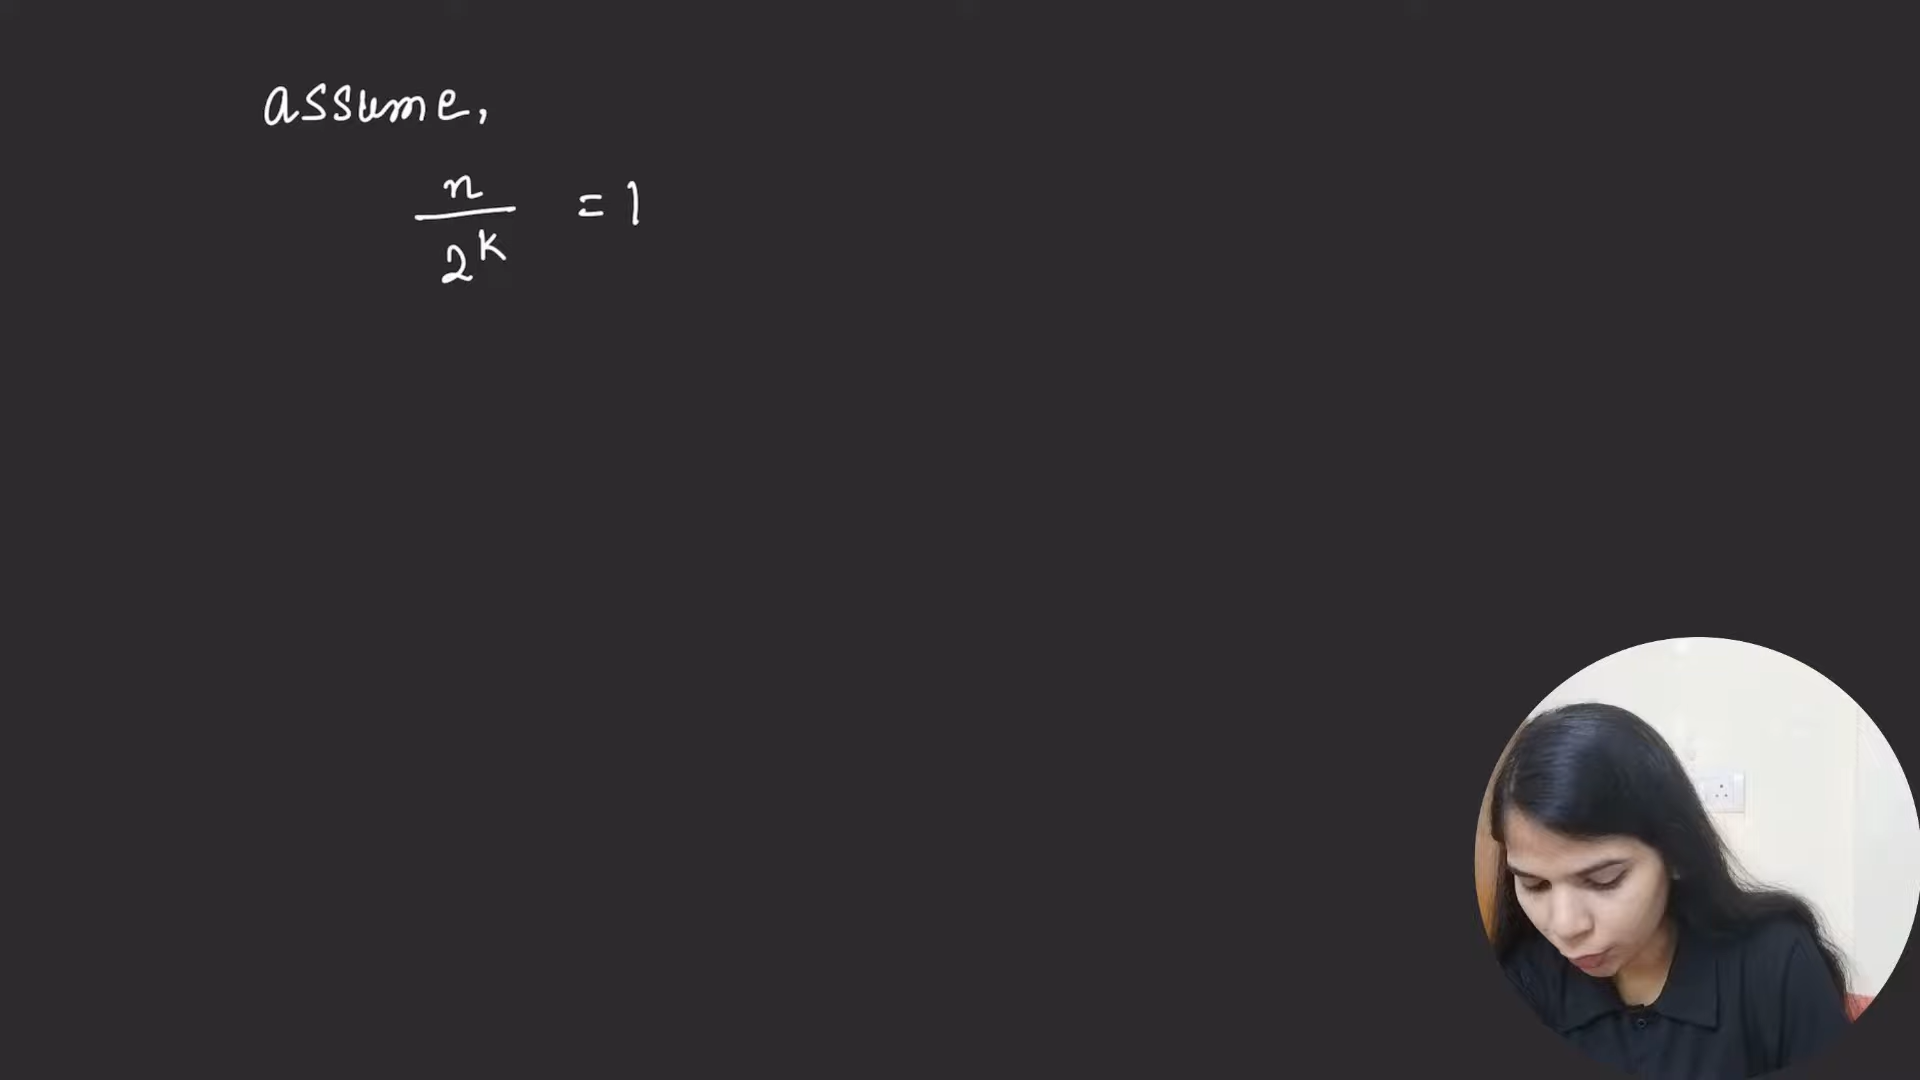 assume,
n
— = 1
2^k